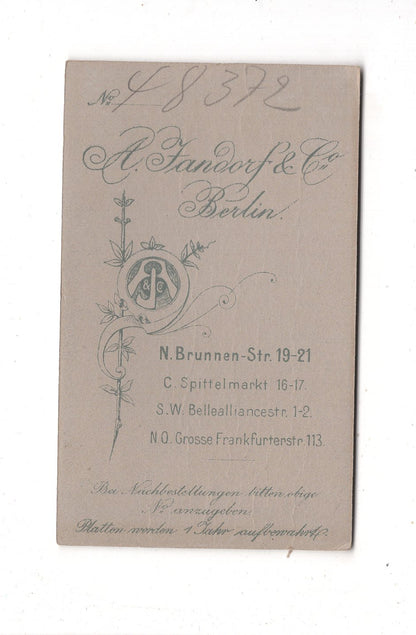 No 48372
A. Jandorf & Co
Berlin.
A J & C
N. Brunnen-Str. 19-21
C. Spittelmarkt 16-17.
S.W. Bellealliancestr. 1-2.
N.O. Grosse Frankfurterstr. 113.
Bei Nachbestellungen bitten obige
No anzugeben.
Platten werden 1 Jahr aufbewahrt.